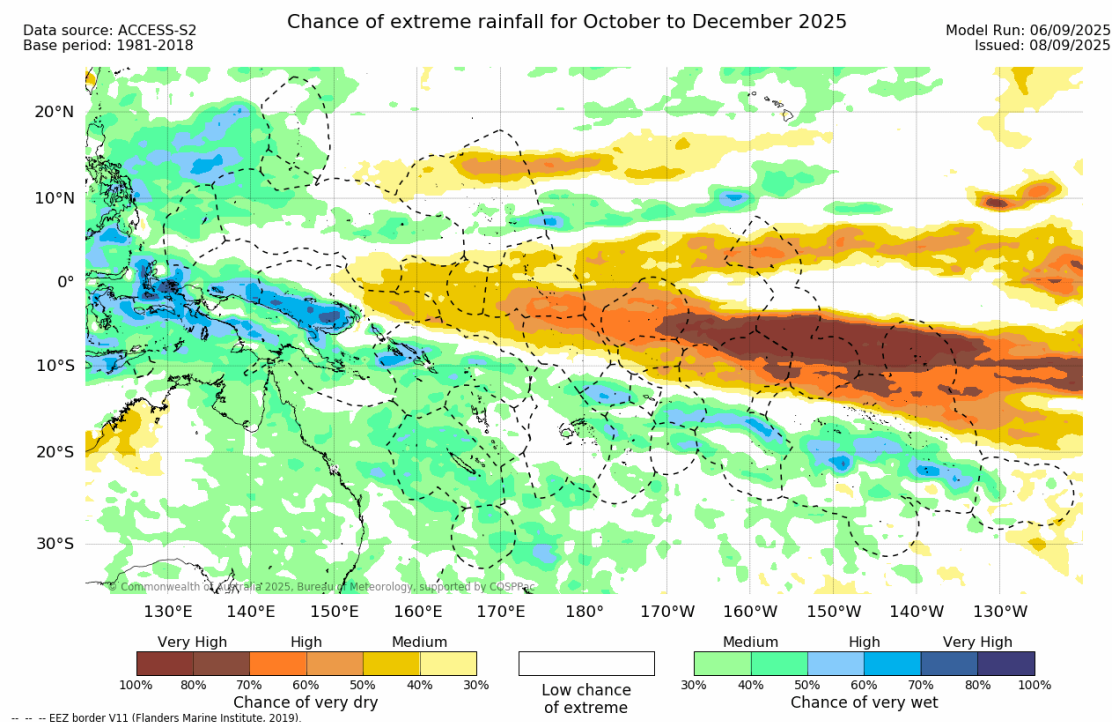 Chance of extreme rainfall for October to December 2025
Data source: ACCESS-S2
Base period: 1981-2018
Model Run: 06/09/2025
Issued: 08/09/2025
20°N
10°N
0°
10°S
20°S
30°S
© Commonwealth of Australia 2025, Bureau of Meteorology, supported by COSPPac
130°E 140°E 150°E 160°E 170°E 180° 170°W 160°W 150°W 140°W 130°W
Very High High Medium
100% 80% 70% 60% 50% 40% 30%
Chance of very dry
Low chance
of extreme
Medium High Very High
30% 40% 50% 60% 70% 80% 100%
Chance of very wet
-- -- -- EEZ border V11 (Flanders Marine Institute, 2019).